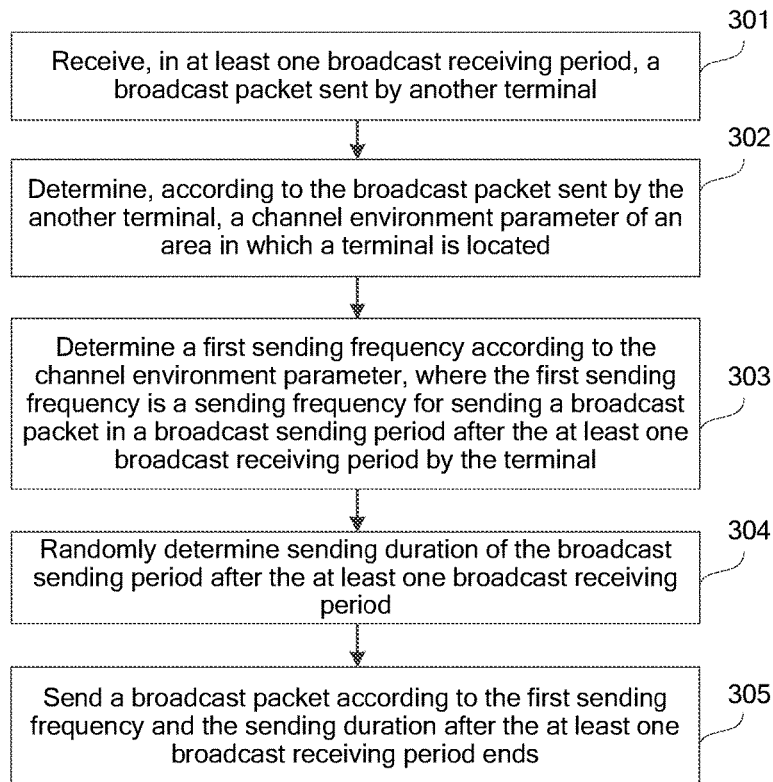 301
Receive, in at least one broadcast receiving period, a
broadcast packet sent by another terminal
302
Determine, according to the broadcast packet sent by the
another terminal, a channel environment parameter of an
area in which a terminal is located
Determine a first sending frequency according to the
channel environment parameter, where the first sending
frequency is a sending frequency for sending a broadcast
packet in a broadcast sending period after the at least one
broadcast receiving period by the terminal
303
Randomly determine sending duration of the broadcast
sending period after the at least one broadcast receiving
period
304
Send a broadcast packet according to the first sending
frequency and the sending duration after the at least one
broadcast receiving period ends
305